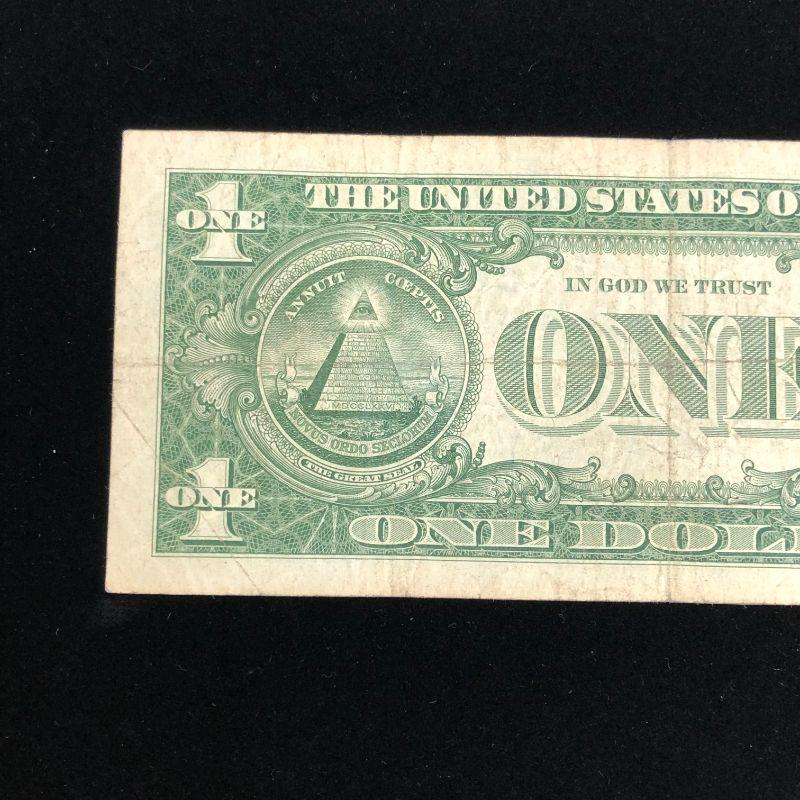 1
ONE
THE UNITED STATES O
IN GOD WE TRUST
ANNUIT CŒPTIS
ONE
MDCCLXXVI
NOVUS ORDO SECLORUM
THE GREAT SEAL
1
ONE
ONE DOL